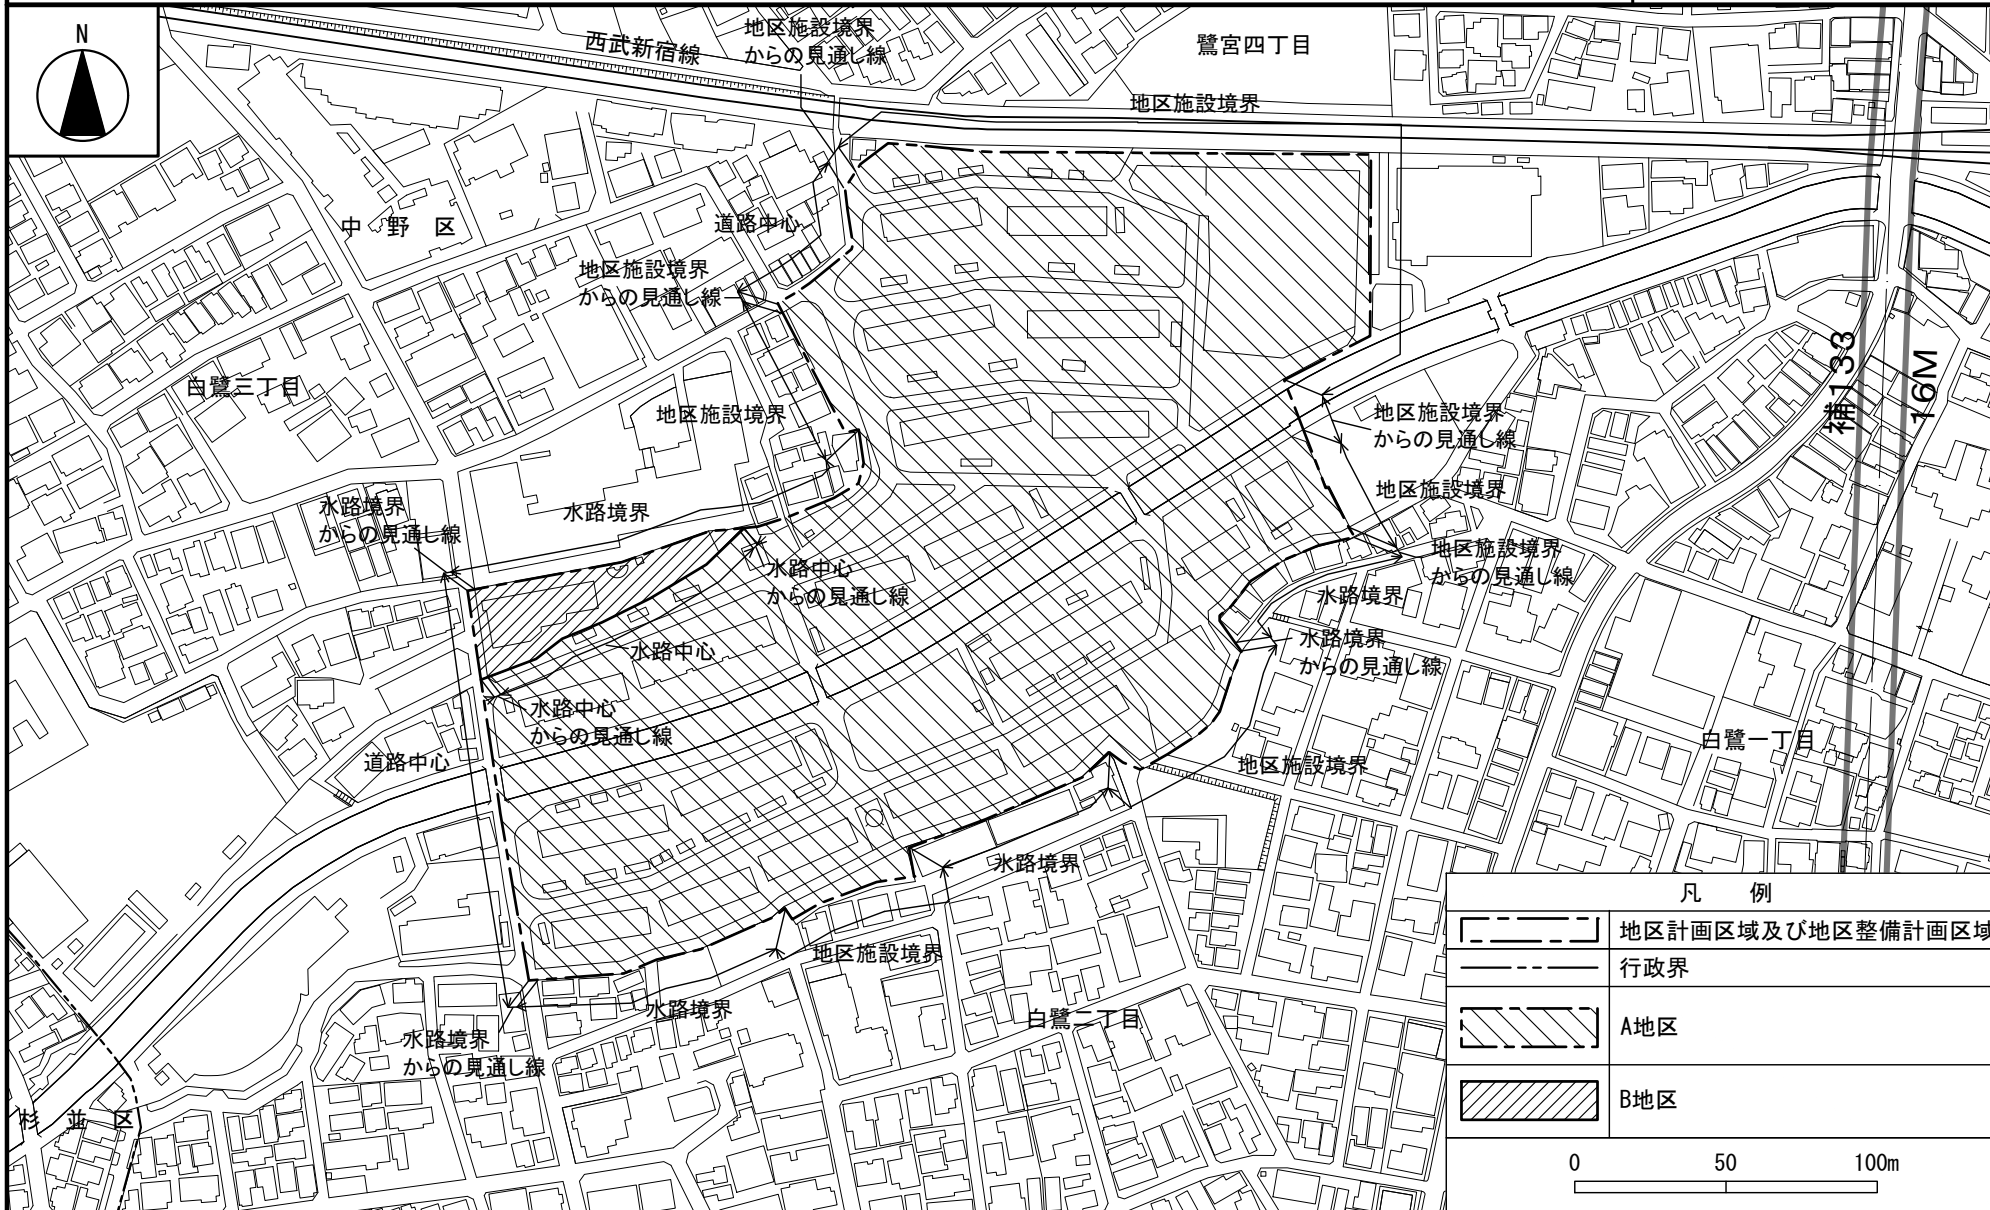 N
西武新宿線
地区施設境界
からの見通し線
鷺宮四丁目
地区施設境界
中野区
道路中心
地区施設境界
からの見通し線
白鷺三丁目
地区施設境界
補133
16M
地区施設境界
からの見通し線
地区施設境界
水路境界
からの見通し線
水路境界
地区施設境界
からの見通し線
水路中心
からの見通し線
水路境界
水路中心
水路境界
からの見通し線
水路中心
からの見通し線
道路中心
地区施設境界
白鷺一丁目
水路境界
地区施設境界
水路境界
白鷺二丁目
水路境界
からの見通し線
杉並区
凡 例
地区計画区域及び地区整備計画区域
行政界
A地区
B地区
0 50 100m